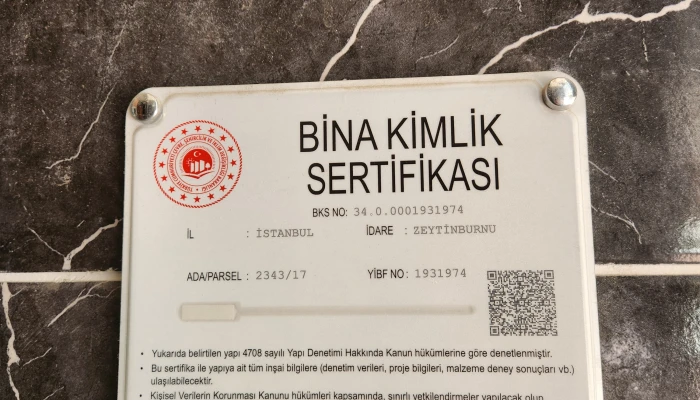 BİNA KİMLİK
SERTİFİKASI
BKS NO: 34.0.0001931974
İL : İSTANBUL İDARE : ZEYTİNBURNU
ADA/PARSEL : 2343/17 YİBF NO : 1931974
• Yukarıda belirtilen yapı 4708 sayılı Yapı Denetimi Hakkında Kanun hükümlerine göre denetlenmiştir.
• Bu sertifika ile yapıya ait tüm inşai bilgilere (denetim verileri, proje bilgileri, malzeme deney sonuçları vb.)
ulaşılabilecektir.
• Kişisel Verilerin Korunması Kanunu hükümleri kapsamında, sınırlı yetkilendirmeler yapılacak olup